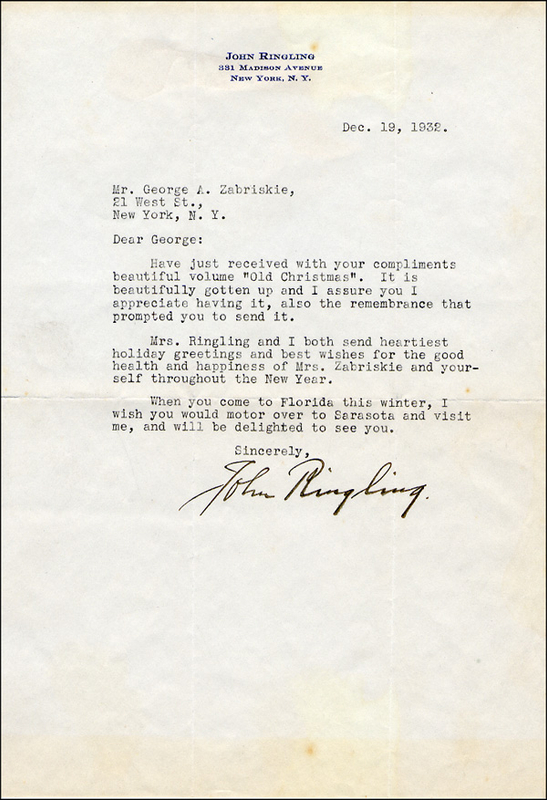 John Ringling
331 Madison Avenue
New York, N. Y.
Dec. 19, 1932.
Mr. George A. Zabriskie,
21 West St.,
New York, N. Y.
Dear George:
Have just received with your compliments
beautiful volume "Old Christmas". It is
beautifully gotten up and I assure you I
appreciate having it, also the remembrance that
prompted you to send it.
Mrs. Ringling and I both send heartiest
holiday greetings and best wishes for the good
health and happiness of Mrs. Zabriskie and your-
self throughout the New Year.
When you come to Florida this winter, I
wish you would motor over to Sarasota and visit
me, and will be delighted to see you.
Sincerely,
John Ringling.